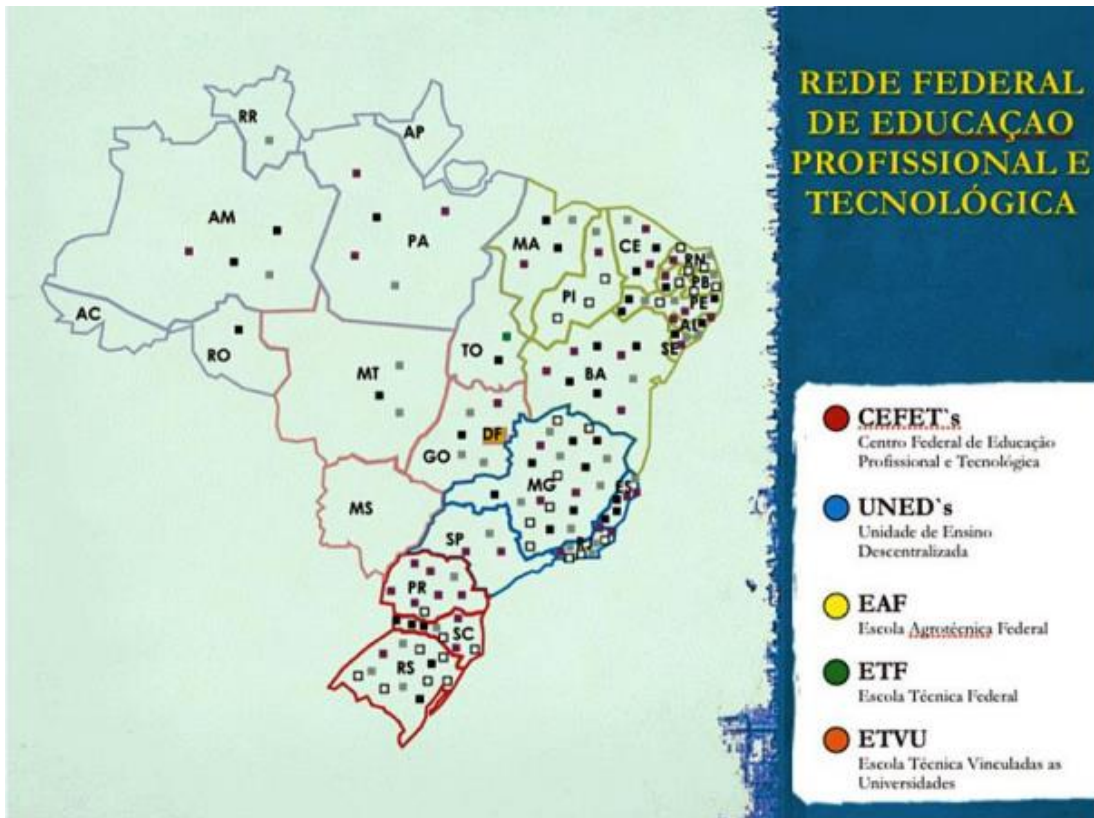 REDE FEDERAL
DE EDUCAÇAO
PROFISSIONAL E
TECNOLÓGICA
RR
AP
AM
PA
MA
CE
RN
PB
PI
PE
AC
AL
TO
SE
RO
MT
BA
DF
GO
MG
ES
MS
SP
RJ
PR
SC
RS
CEFET`s
Centro Federal de Educação
Profissional e Tecnológica
UNED`s
Unidade de Ensino
Descentralizada
EAF
Escola Agrotécnica Federal
ETF
Escola Técnica Federal
ETVU
Escola Técnica Vinculadas as
Universidades